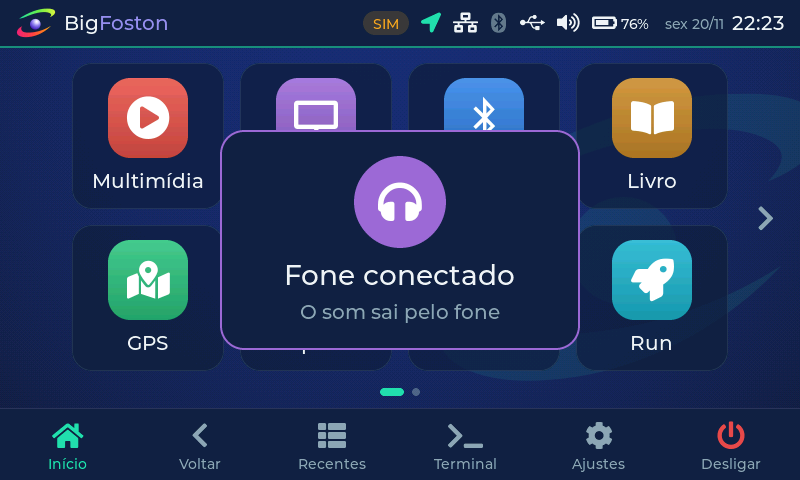 BigFoston
SIM
76%
sex 20/11
22:23
Multimídia
Livro
Fone conectado
O som sai pelo fone
GPS
Run
Início
Voltar
Recentes
Terminal
Ajustes
Desligar